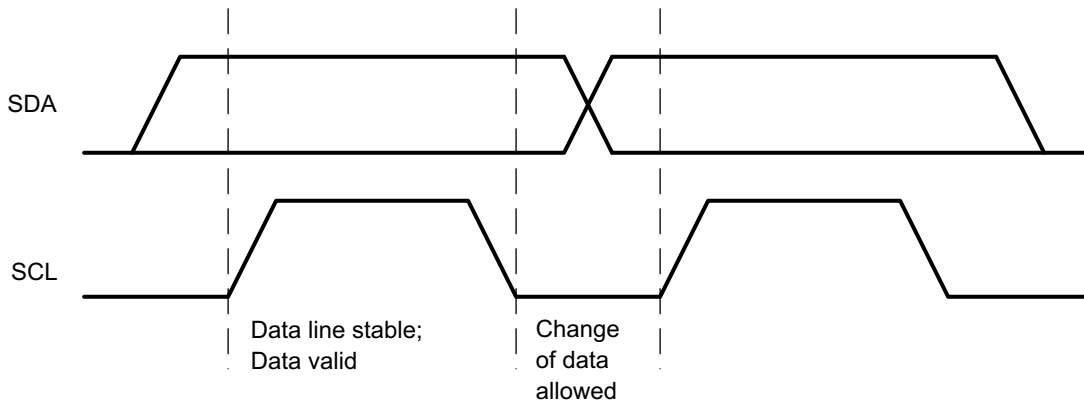 SDA
SCL
Data line stable;
Data valid
Change
of data
allowed